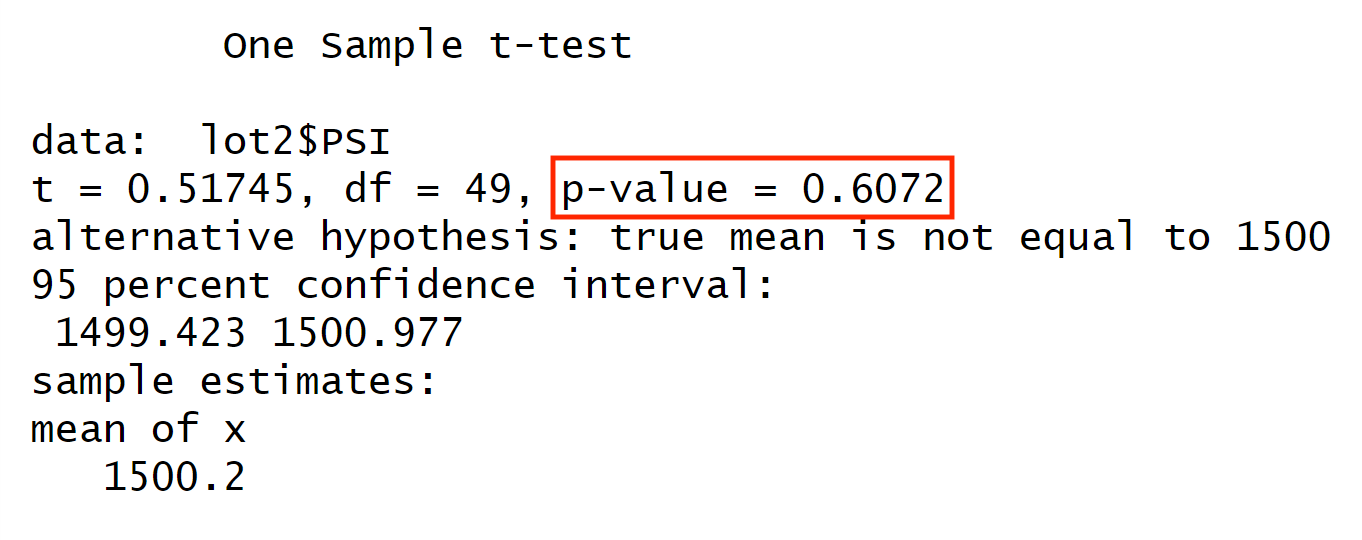 One Sample t-test
data:  lot2$PSI
t = 0.51745, df = 49, p-value = 0.6072
alternative hypothesis: true mean is not equal to 1500
95 percent confidence interval:
1499.423 1500.977
sample estimates:
mean of x
1500.2